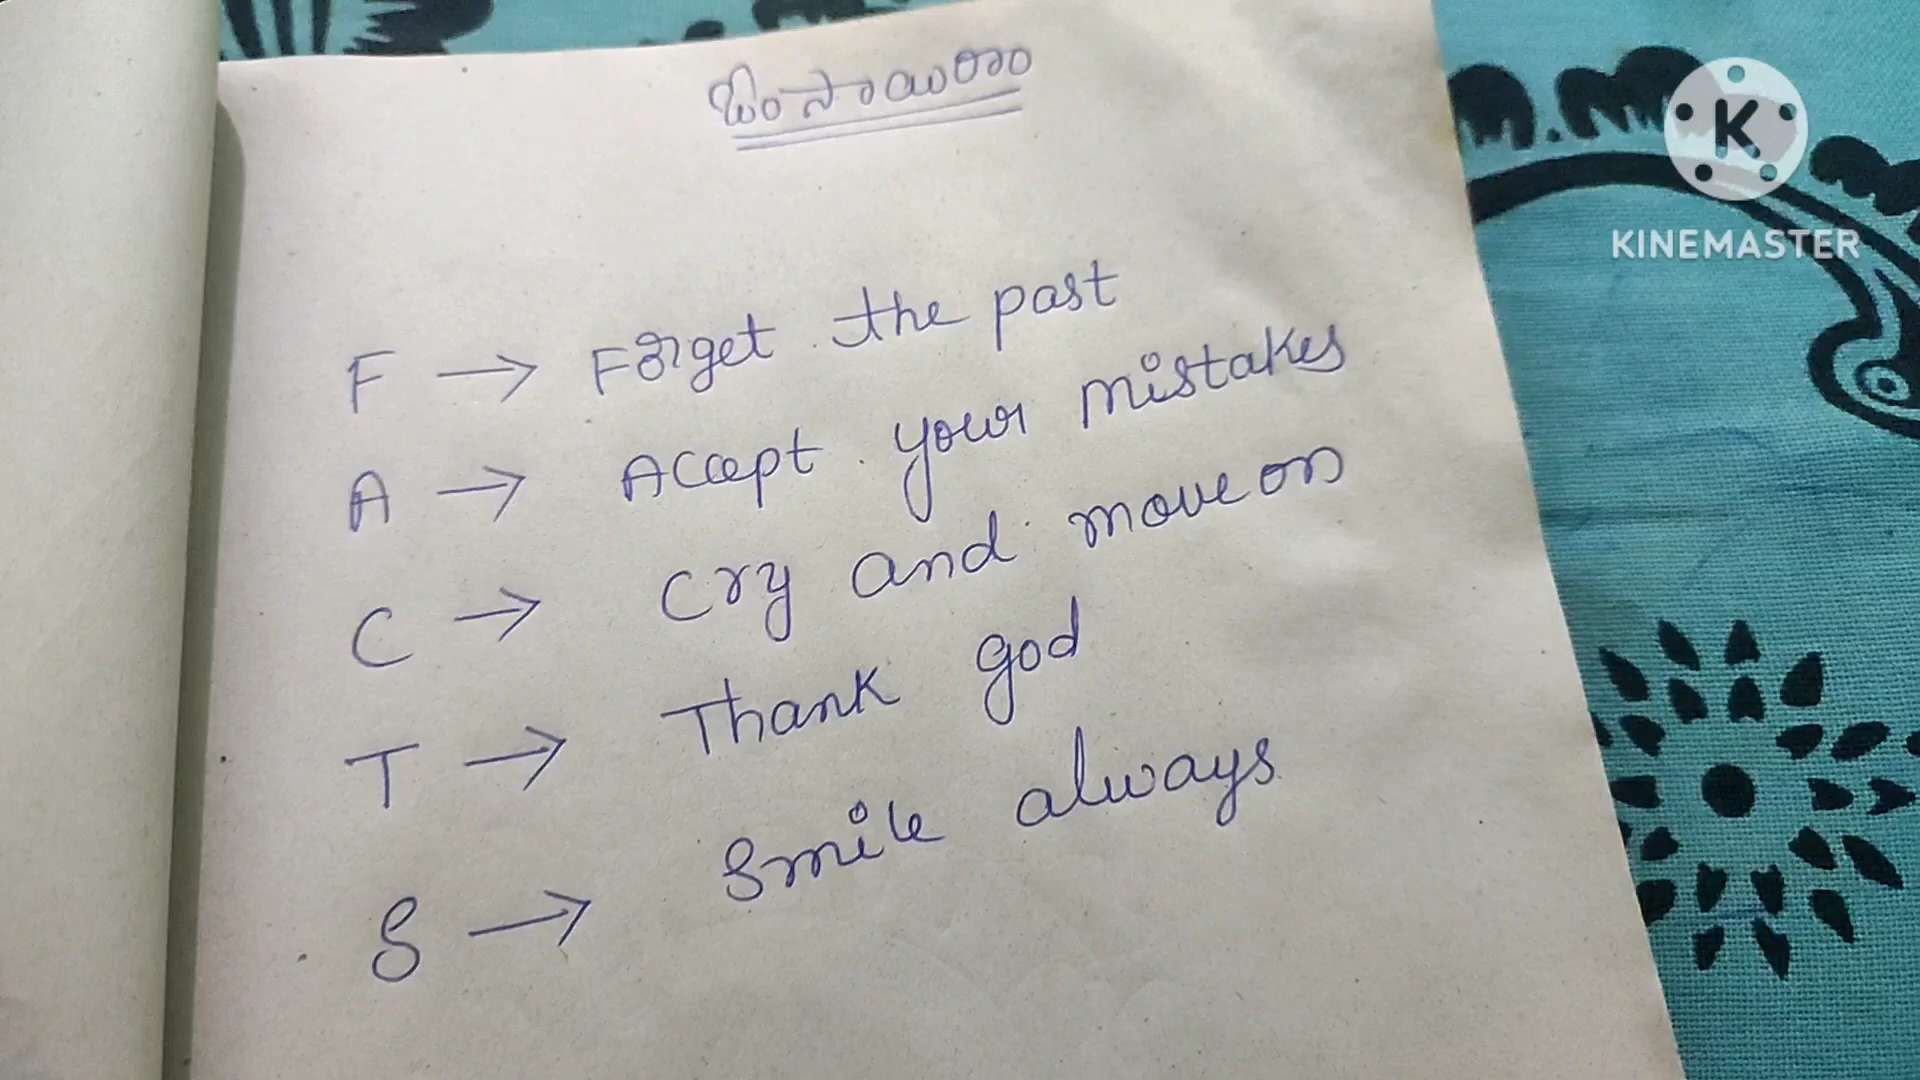 ఓం సాయిరాం
K
KINEMASTER
F → Forget the past
A → Accept your mistakes
C → Cry and move on
T → Thank god
S → Smile always